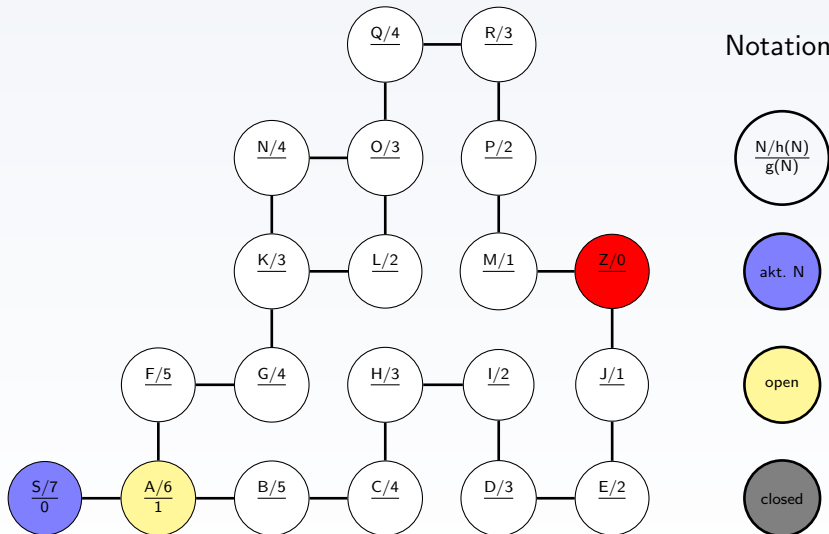 Q/4 R/3
Notation
N/4 O/3 P/2 N/h(N)
g(N)
K/3 L/2 M/1 Z/0 akt. N
F/5 G/4 H/3 I/2 J/1 open
S/7 A/6 B/5 C/4 D/3 E/2 closed
0 1